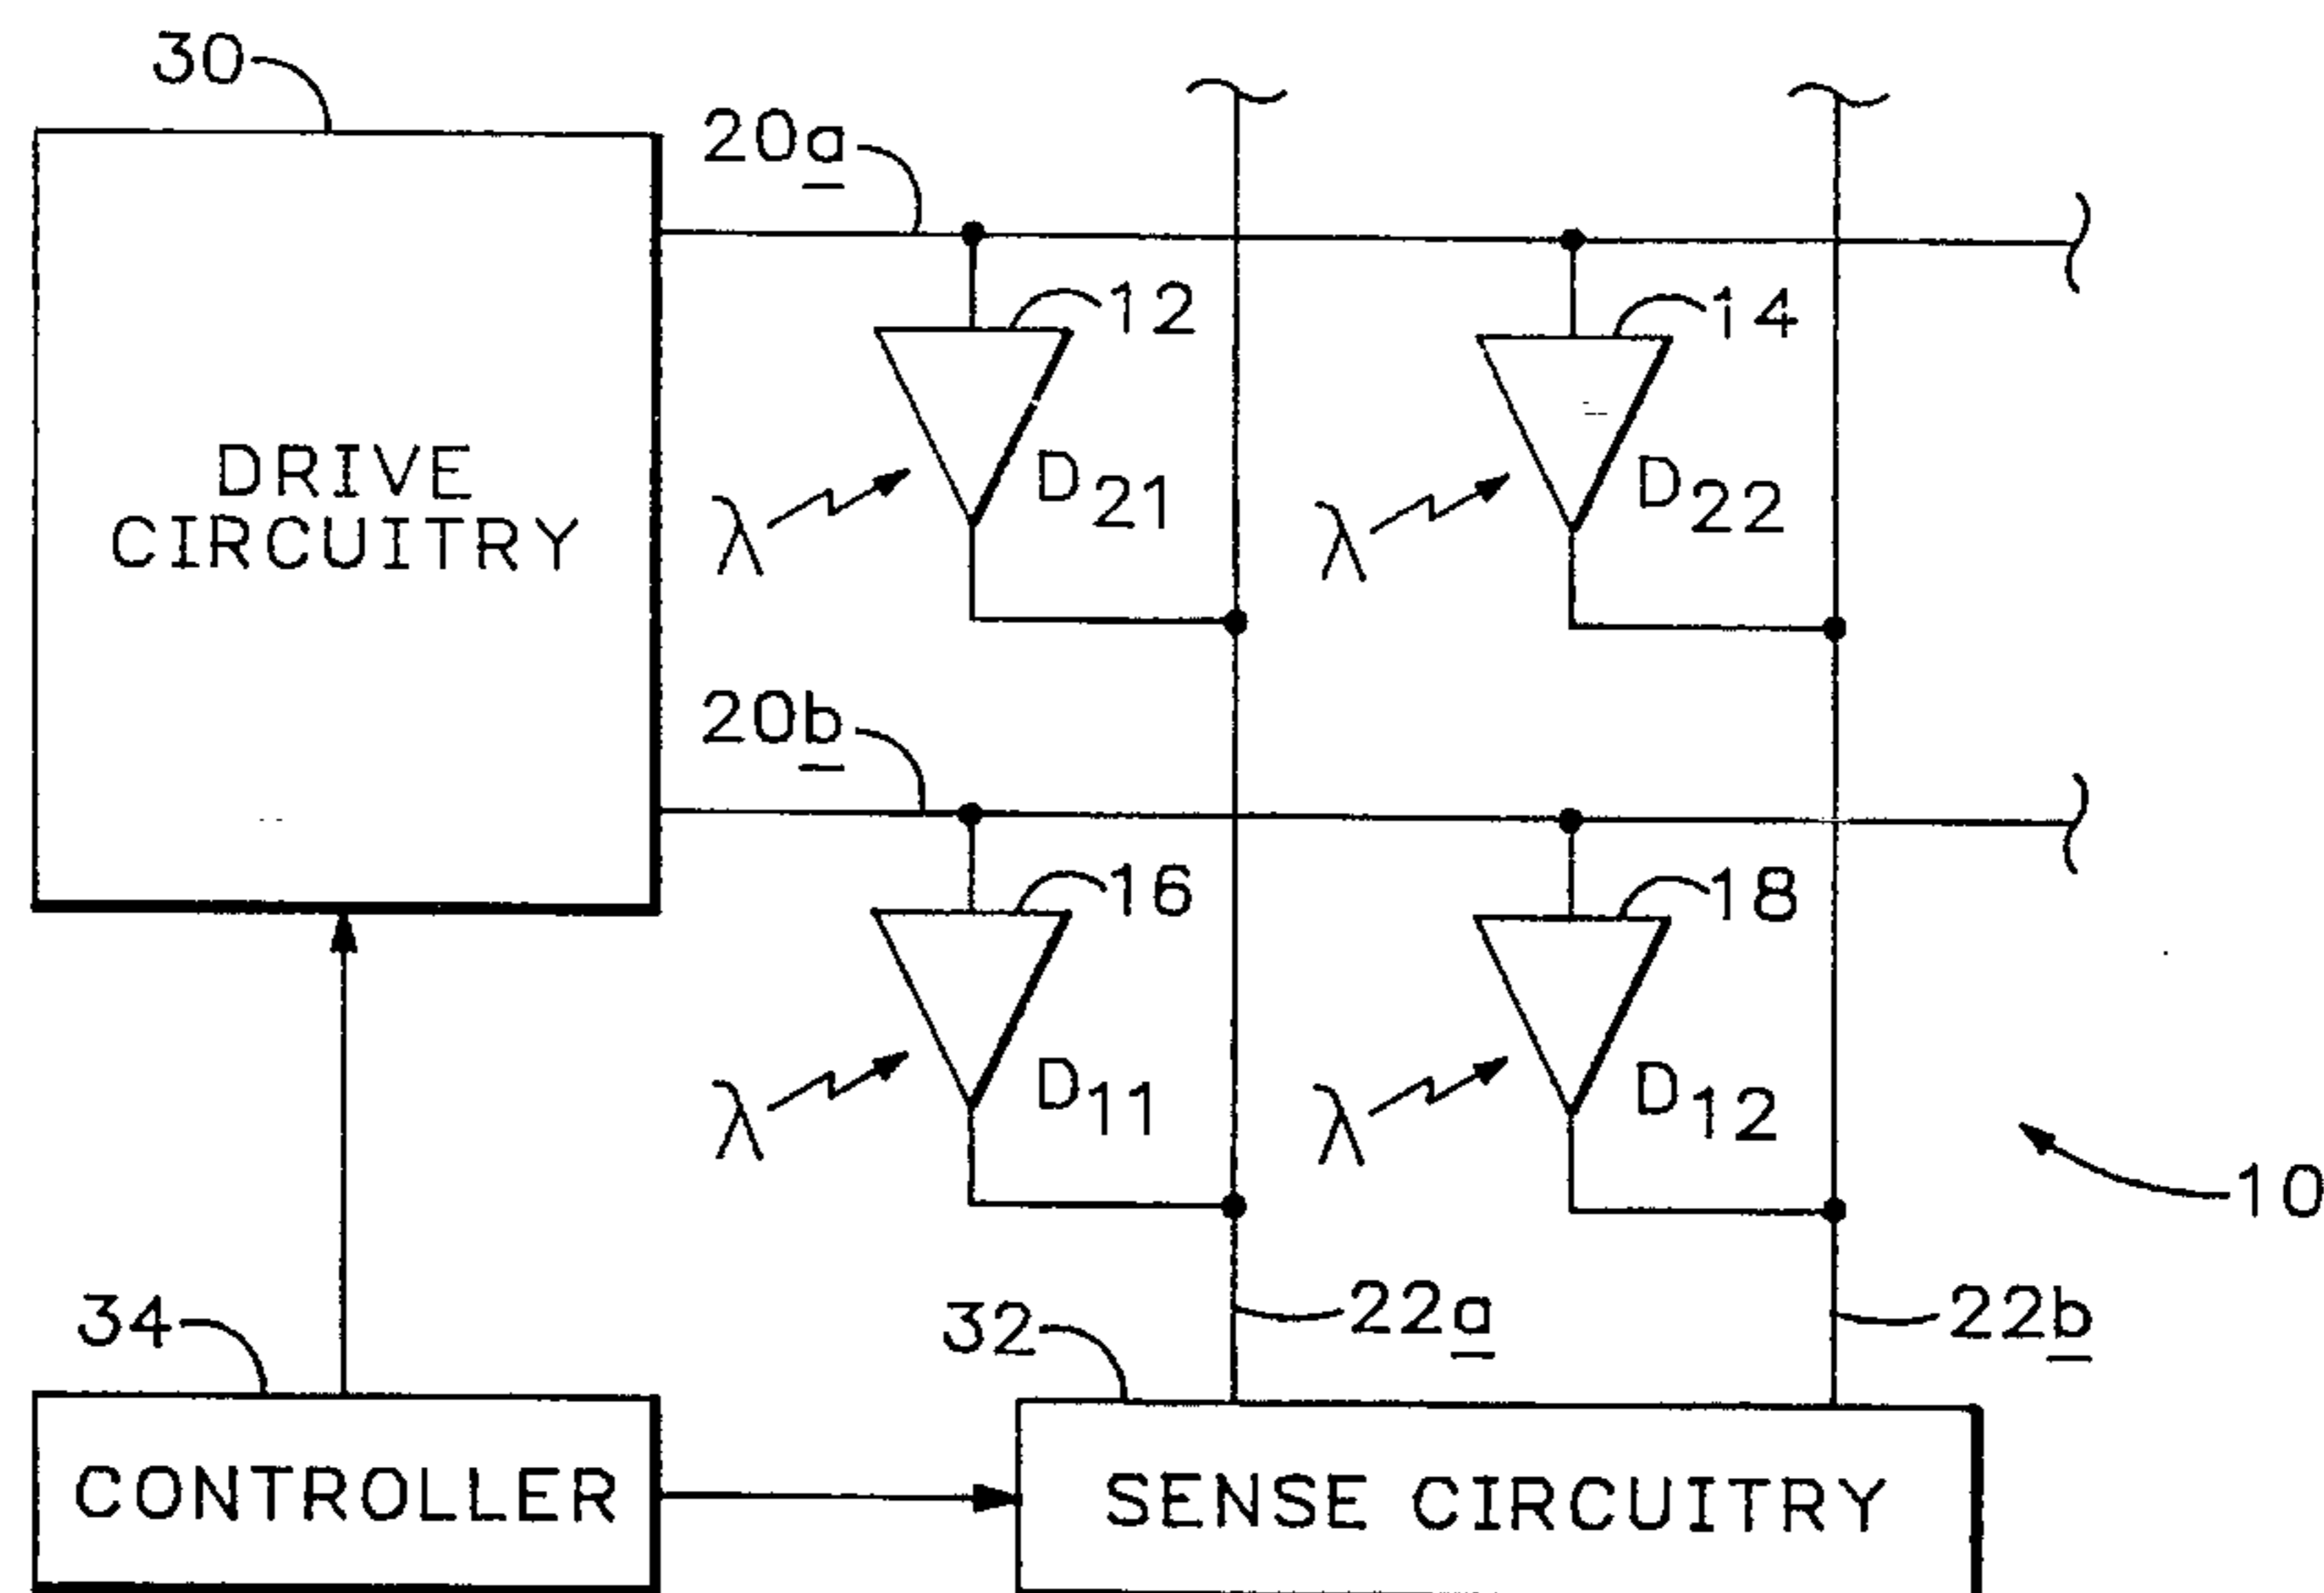 30
20a
12
14
DRIVE
CIRCUITRY
λ
D21
λ
D22
20b
16
18
λ
D11
λ
D12
10
34
32
22a
22b
CONTROLLER
SENSE CIRCUITRY